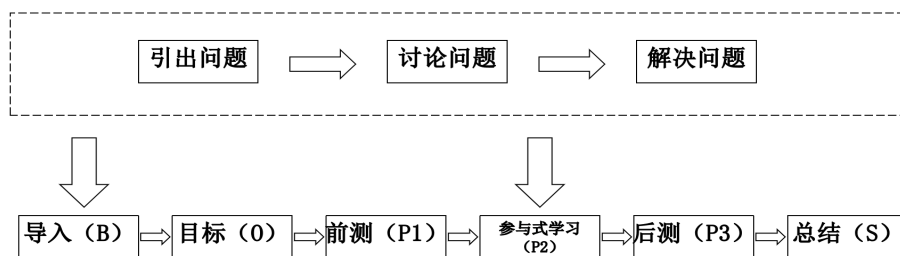 引出问题 讨论问题 解决问题
导入（B） 目标（O） 前测（P1） 参与式学习 后测（P3） 总结（S）
（P2）